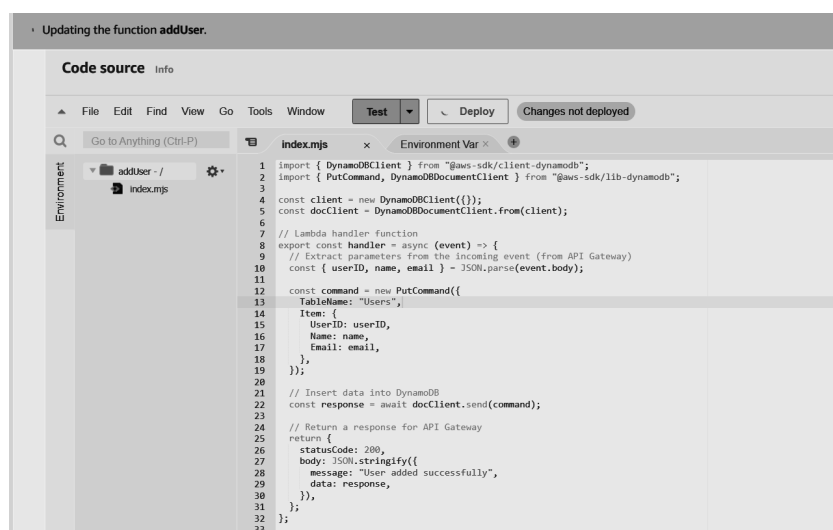 Updating the function addUser.
Code source Info
File Edit Find View Go Tools Window Test Deploy Changes not deployed
Go to Anything (Ctrl-P)
index.mjs × Environment Var ×
Environment
addUser - /
index.mjs
1 import { DynamoDBClient } from "@aws-sdk/client-dynamodb";
2 import { PutCommand, DynamoDBDocumentClient } from "@aws-sdk/lib-dynamodb";
3
4 const client = new DynamoDBClient({});
5 const docClient = DynamoDBDocumentClient.from(client);
6
7 // Lambda handler function
8 export const handler = async (event) => {
9 // Extract parameters from the incoming event (from API Gateway)
10 const { userID, name, email } = JSON.parse(event.body);
11
12 const command = new PutCommand({
13 TableName: "Users",
14 Item: {
15 UserID: userID,
16 Name: name,
17 Email: email,
18 },
19 });
20
21 // Insert data into DynamoDB
22 const response = await docClient.send(command);
23
24 // Return a response for API Gateway
25 return {
26 statusCode: 200,
27 body: JSON.stringify({
28 message: "User added successfully",
29 data: response,
30 }),
31 };
32 };
33